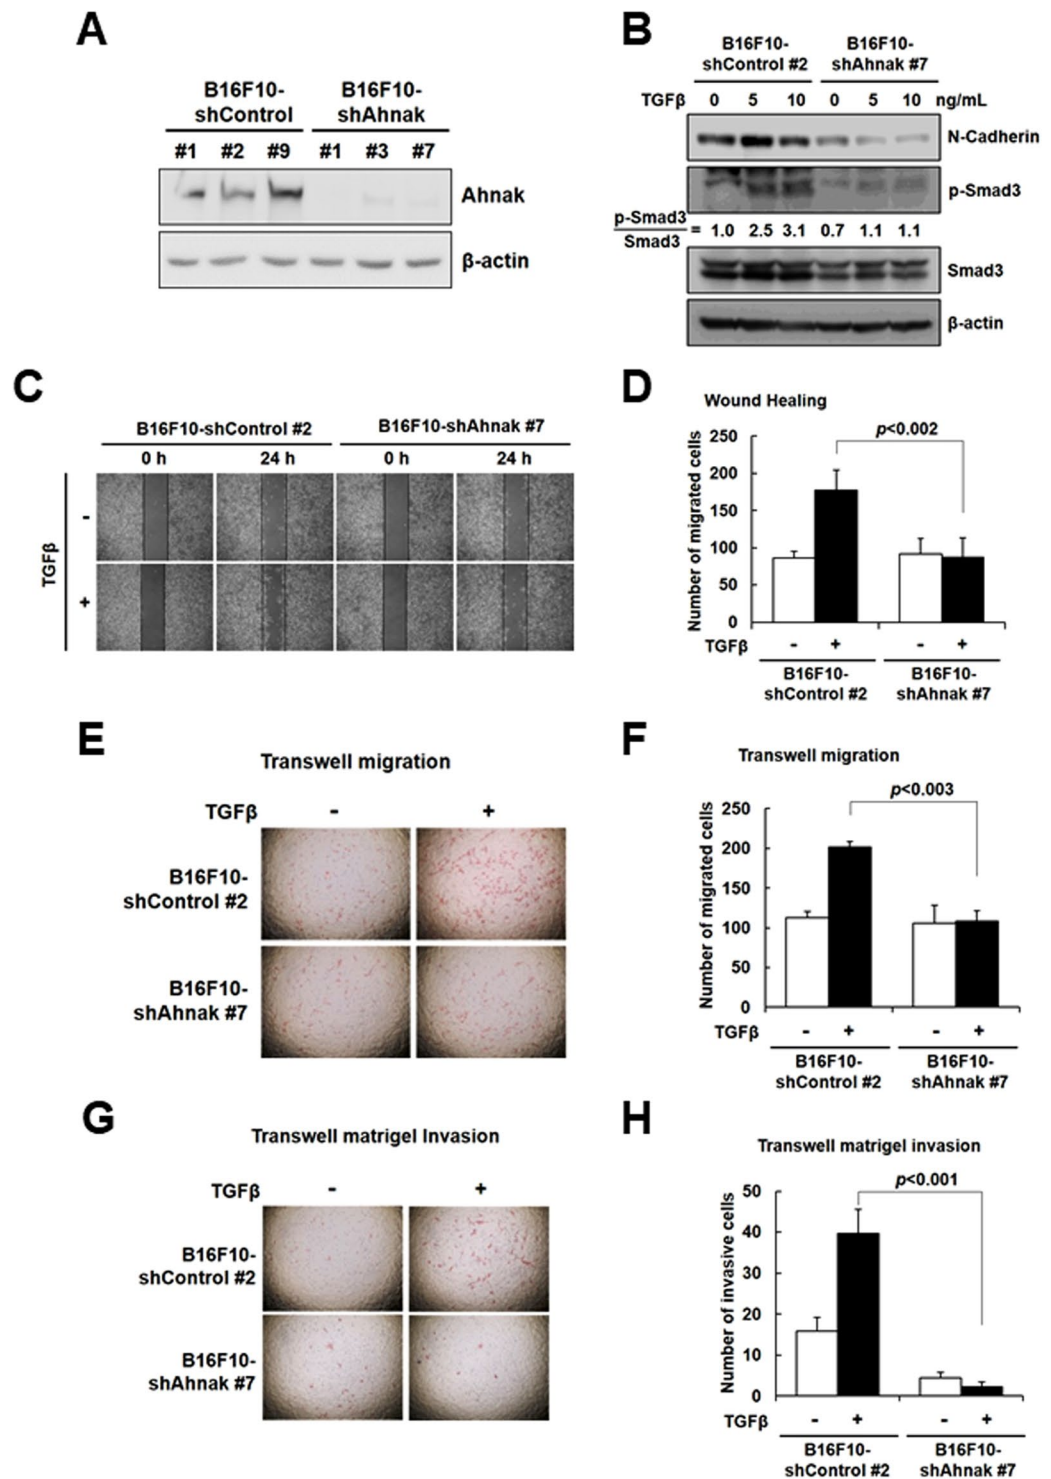 A
B16F10-
shControl
B16F10-
shAhnak
#1 #2 #9 #1 #3 #7
Ahnak
β-actin
B
B16F10-
shControl #2
B16F10-
shAhnak #7
TGFβ 0 5 10 0 5 10 ng/mL
N-Cadherin
p-Smad3
p-Smad3
Smad3
= 1.0 2.5 3.1 0.7 1.1 1.1
Smad3
β-actin
C
B16F10-shControl #2 B16F10-shAhnak #7
0 h 24 h 0 h 24 h
TGFβ
-
+
D
Wound Healing
p<0.002
Number of migrated cells
250
200
150
100
50
0
TGFβ - + - +
B16F10-
shControl #2
B16F10-
shAhnak #7
E
Transwell migration
TGFβ - +
B16F10-
shControl #2
B16F10-
shAhnak #7
F
Transwell migration
p<0.003
Number of migrated cells
250
200
150
100
50
0
TGFβ - + - +
B16F10-
shControl #2
B16F10-
shAhnak #7
G
Transwell matrigel Invasion
TGFβ - +
B16F10-
shControl #2
B16F10-
shAhnak #7
H
Transwell matrigel invasion
p<0.001
Number of invasive cells
50
40
30
20
10
0
TGFβ - + - +
B16F10-
shControl #2
B16F10-
shAhnak #7